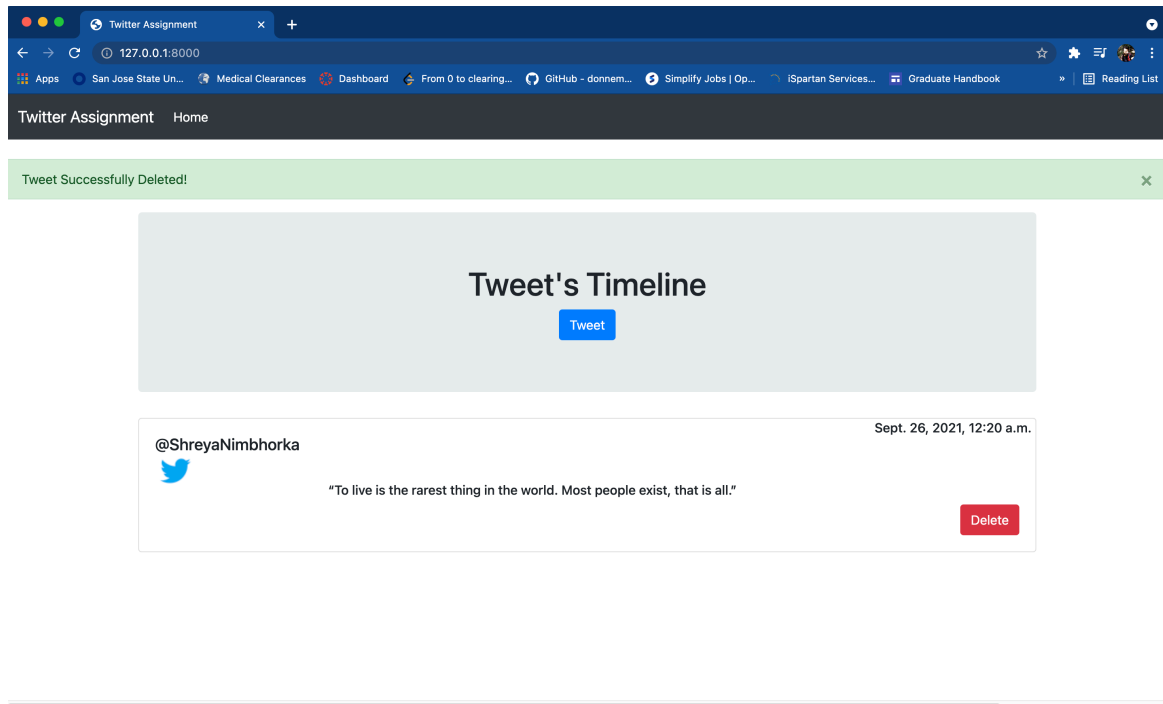 Twitter Assignment
127.0.0.1:8000
Apps San Jose State Un... Medical Clearances Dashboard From 0 to clearing... GitHub - donnem... Simplify Jobs | Op... iSpartan Services... Graduate Handbook » Reading List
Twitter Assignment Home
Tweet Successfully Deleted!
Tweet's Timeline
Tweet
Sept. 26, 2021, 12:20 a.m.
@ShreyaNimbhorka
“To live is the rarest thing in the world. Most people exist, that is all.”
Delete